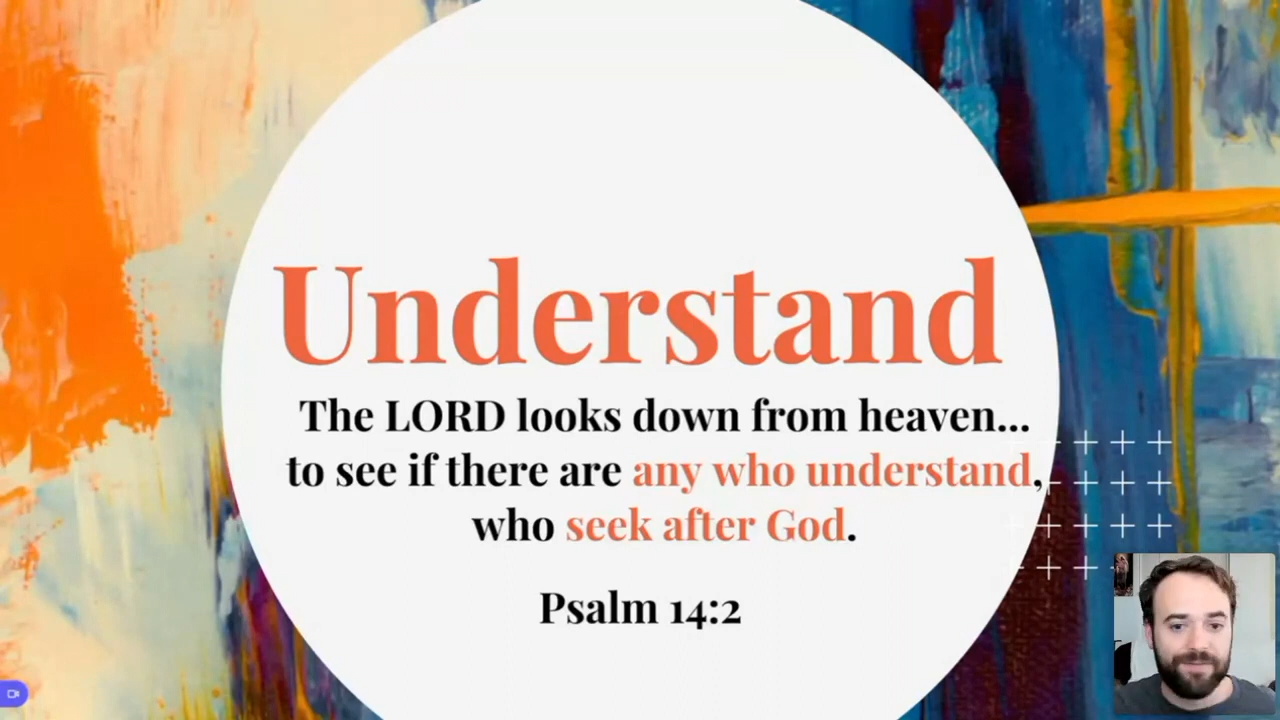 Understand
The LORD looks down from heaven...
to see if there are any who understand,
who seek after God.
Psalm 14:2